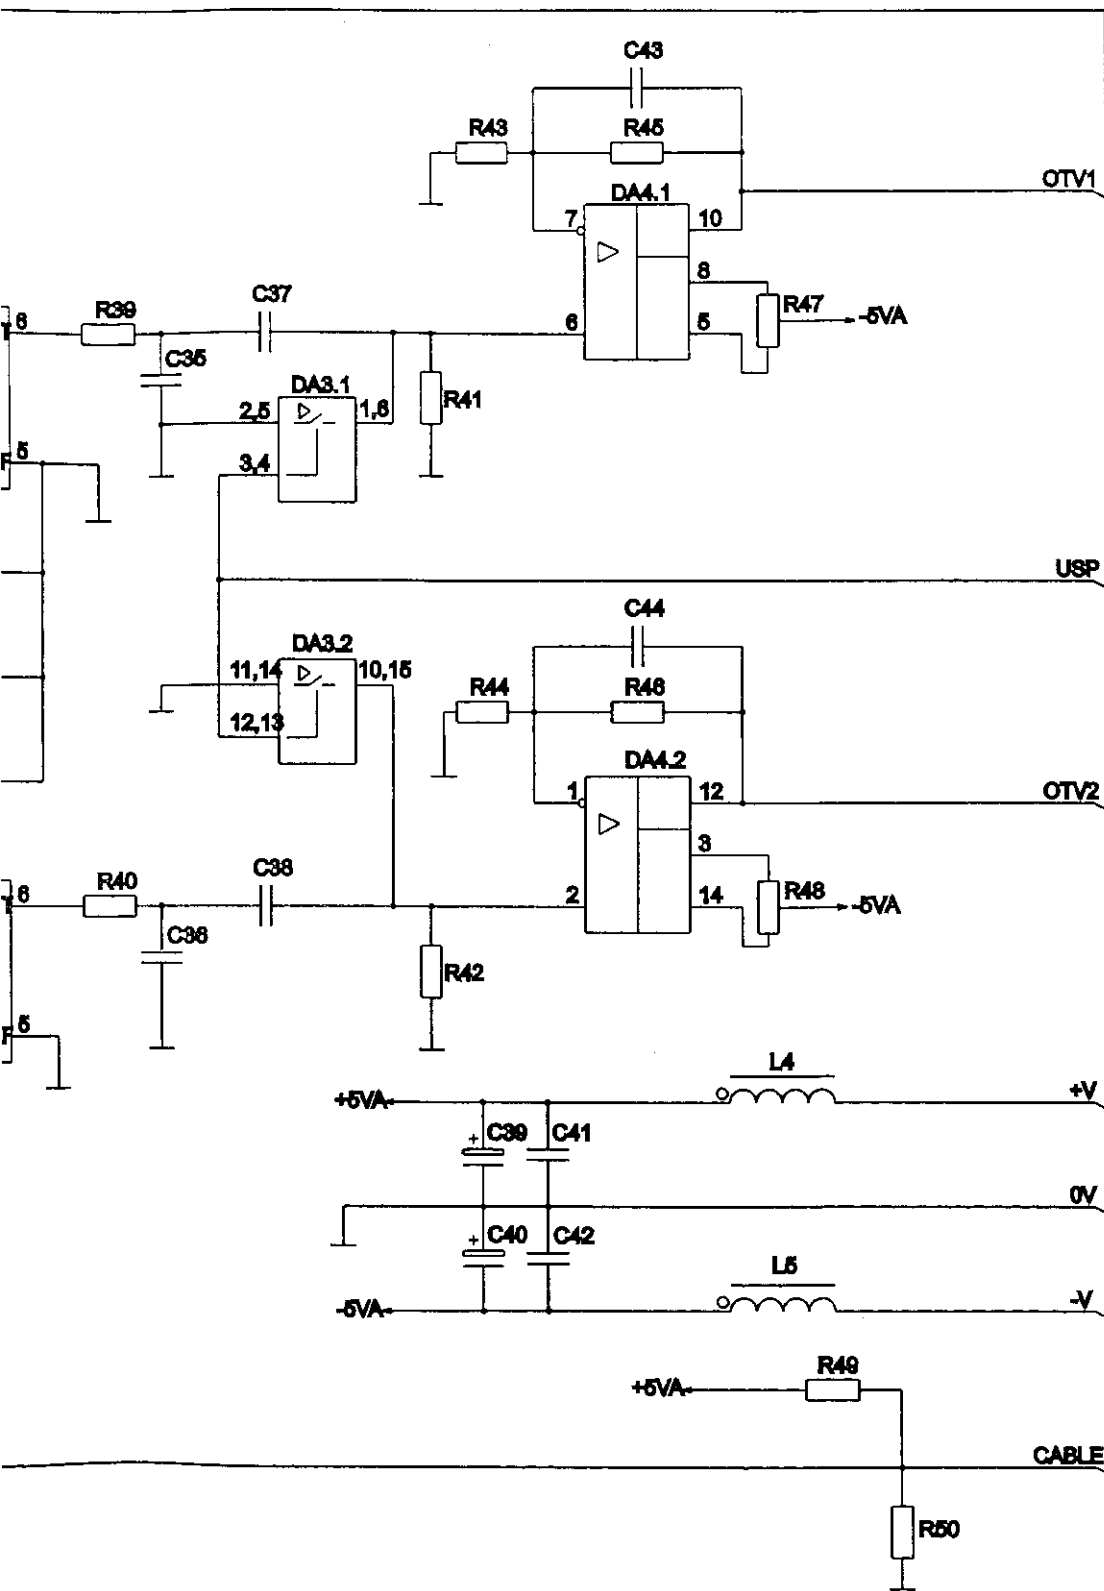 C43
R43
R45
OTV1
DA4.1
7
10
8
C37
R39
6
R47
-5VA
6
5
C35
DA3.1
R41
2,5
1,6
5
3,4
USP
C44
DA3.2
11,14
10,15
R44
R46
12,13
DA4.2
1
12
OTV2
3
C38
R40
6
2
14
R48
-5VA
C36
R42
5
L4
+5VA
+V
+
C39
C41
0V
+
C40
C42
L5
-5VA
-V
R49
+5VA
CABLE
R50